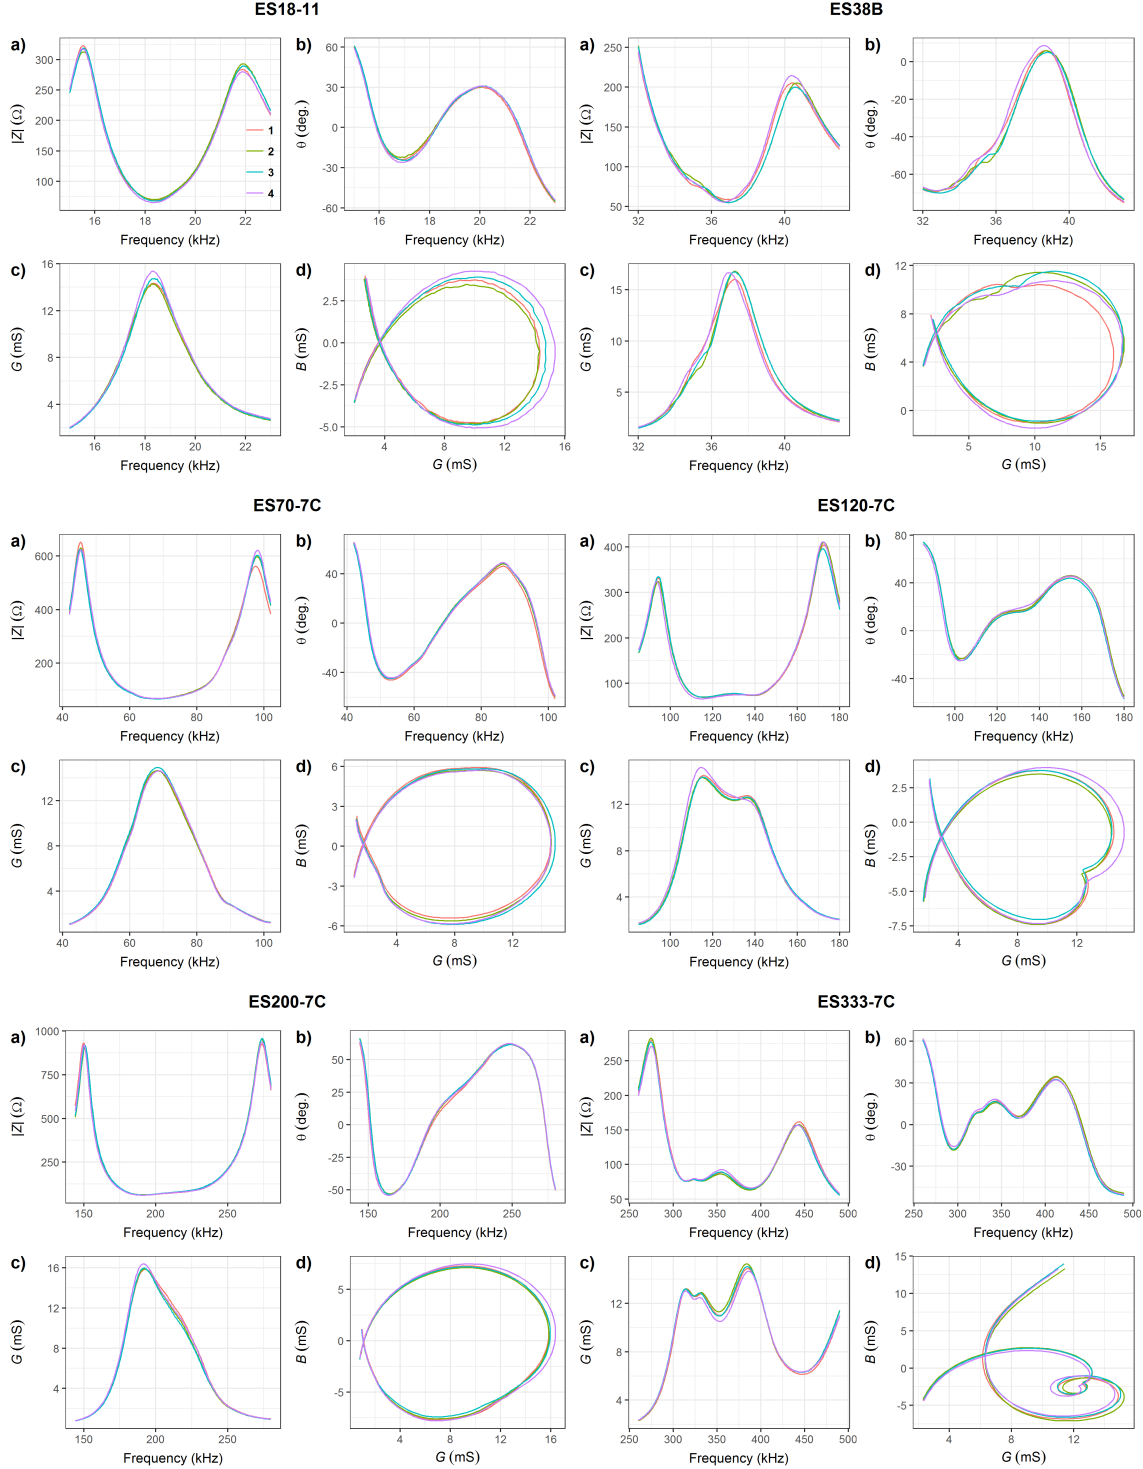 ES18-11
ES38B
a)
b)
a)
b)
|Z| (Ω)
300
250
200
150
100
1
2
3
4
16 18 20 22
Frequency (kHz)
θ (deg.)
60
30
0
-30
-60
16 18 20 22
Frequency (kHz)
|Z| (Ω)
250
200
150
100
50
32 36 40
Frequency (kHz)
θ (deg.)
0
-20
-40
-60
32 36 40
Frequency (kHz)
c)
d)
c)
d)
G (mS)
16
12
8
4
16 18 20 22
Frequency (kHz)
B (mS)
2.5
0.0
-2.5
-5.0
4 8 12 16
G (mS)
G (mS)
15
10
5
32 36 40
Frequency (kHz)
B (mS)
12
8
4
0
5 10 15
G (mS)
ES70-7C
ES120-7C
a)
b)
a)
b)
|Z| (Ω)
600
400
200
40 60 80 100
Frequency (kHz)
θ (deg.)
40
0
-40
40 60 80 100
Frequency (kHz)
|Z| (Ω)
400
300
200
100
100 120 140 160 180
Frequency (kHz)
θ (deg.)
80
40
0
-40
100 120 140 160 180
Frequency (kHz)
c)
d)
c)
d)
G (mS)
12
8
4
40 60 80 100
Frequency (kHz)
B (mS)
6
3
0
-3
-6
4 8 12
G (mS)
G (mS)
12
8
4
100 120 140 160 180
Frequency (kHz)
B (mS)
2.5
0.0
-2.5
-5.0
-7.5
4 8 12
G (mS)
ES200-7C
ES333-7C
a)
b)
a)
b)
|Z| (Ω)
1000
750
500
250
150 200 250
Frequency (kHz)
θ (deg.)
50
0
-50
150 200 250
Frequency (kHz)
|Z| (Ω)
250
200
150
100
50
250 300 350 400 450 500
Frequency (kHz)
θ (deg.)
60
30
0
-30
250 300 350 400 450 500
Frequency (kHz)
c)
d)
c)
d)
G (mS)
16
12
8
4
150 200 250
Frequency (kHz)
B (mS)
5
0
-5
4 8 12 16
G (mS)
G (mS)
12
8
4
250 300 350 400 450 500
Frequency (kHz)
B (mS)
15
10
5
0
-5
4 8 12
G (mS)